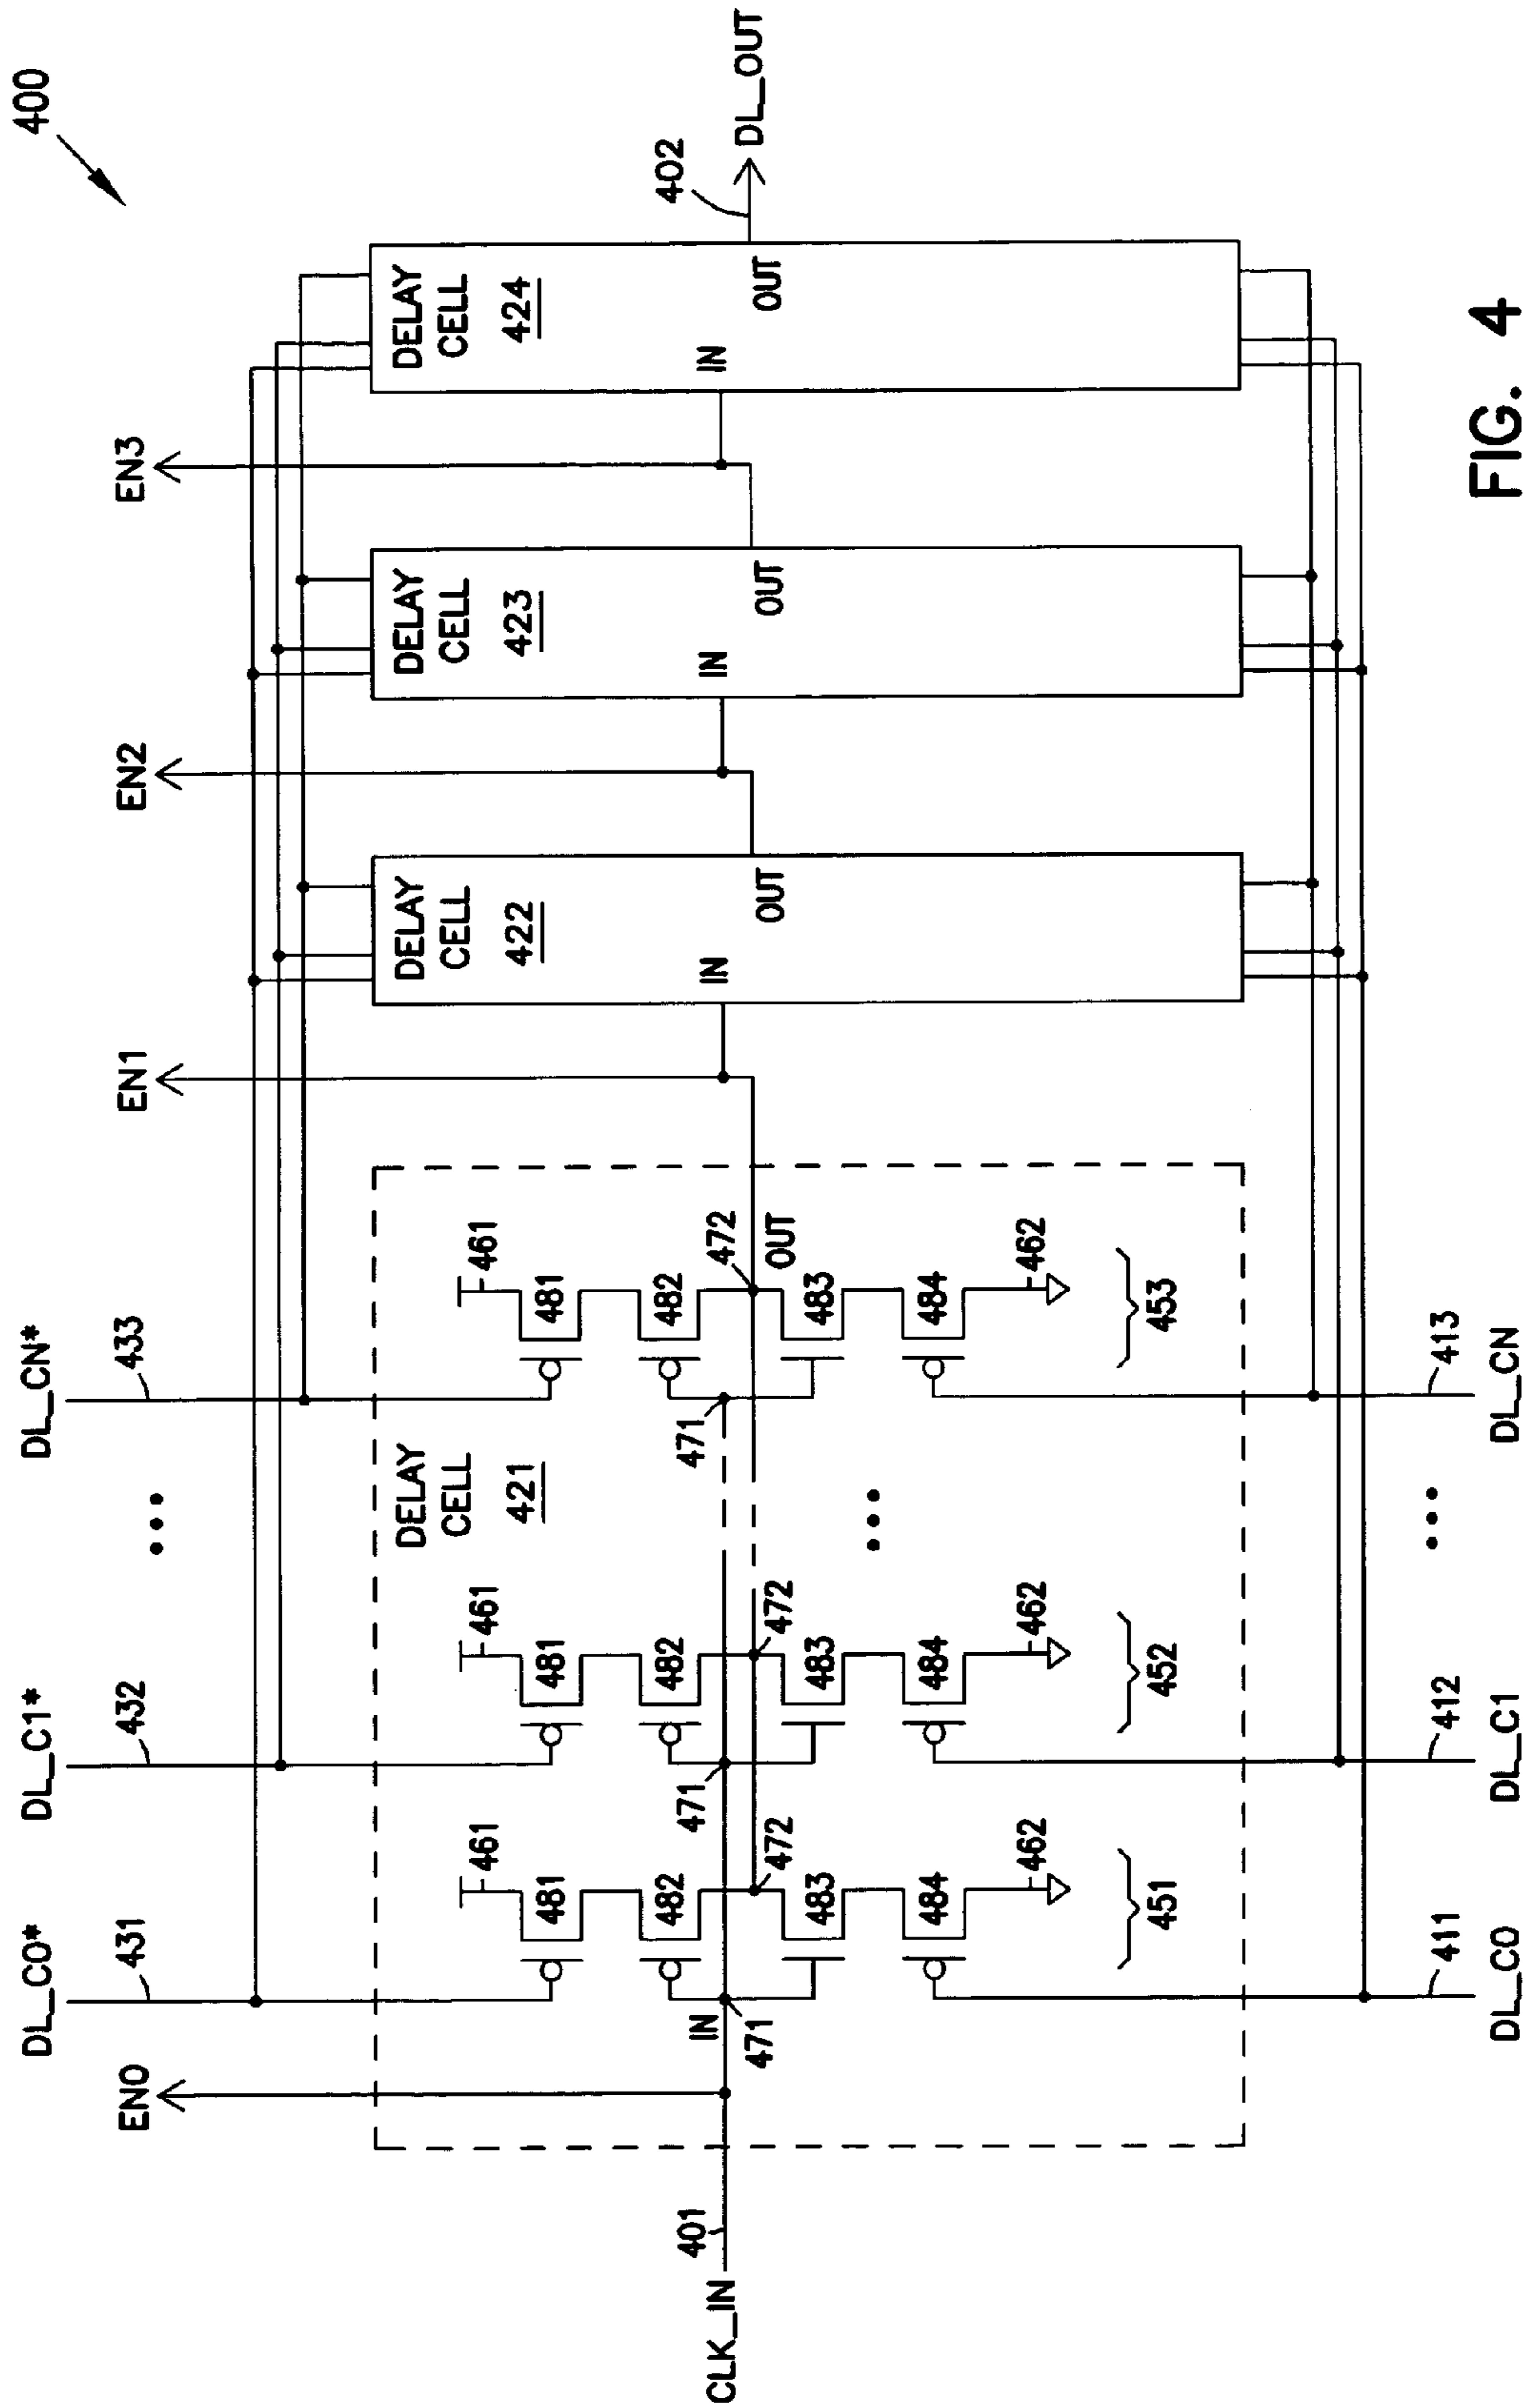 400
EN0
EN1
EN2
EN3
DL_C0*
DL_C1*
DL_CN*
431
432
• • •
433
DELAY
CELL
421
461
481
482
472
483
484
462
451
461
481
482
472
483
484
462
452
• • •
461
481
482
472
OUT
483
484
462
453
CLK_IN
401
IN
471
471
471
DELAY
CELL
422
IN
OUT
DELAY
CELL
423
IN
OUT
DELAY
CELL
424
IN
OUT
402
DL_OUT
411
412
• • •
413
DL_C0
DL_C1
DL_CN
FIG. 4